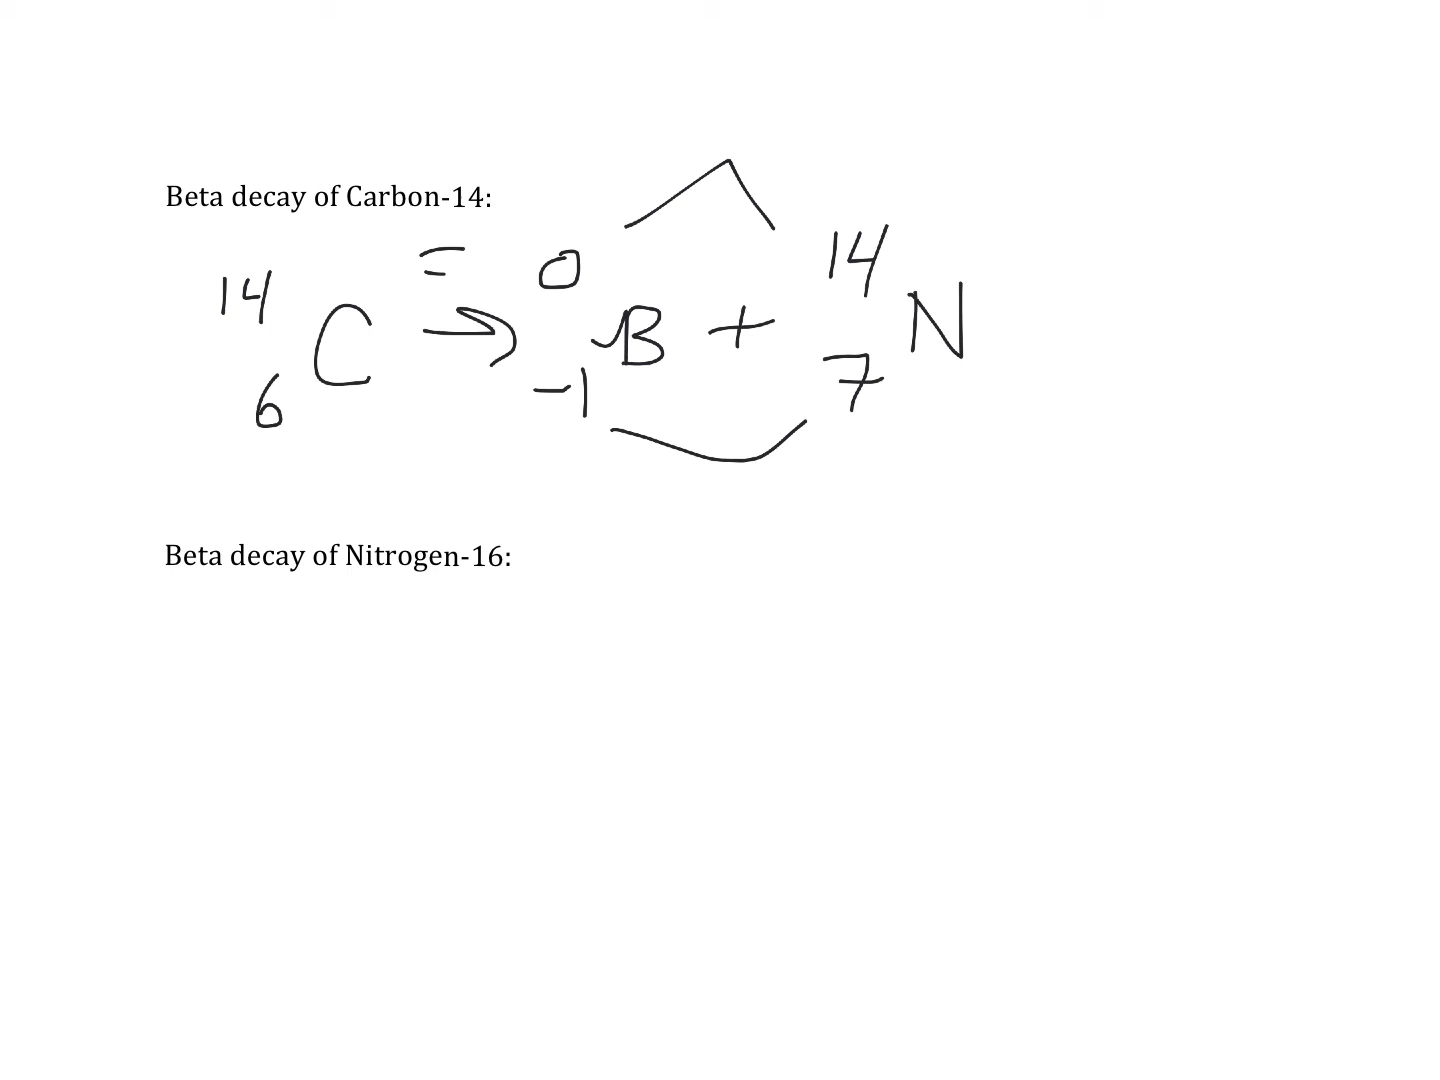 Beta decay of Carbon-14:
14 6 C = → 0 -1 B + 14 7 N
Beta decay of Nitrogen-16: